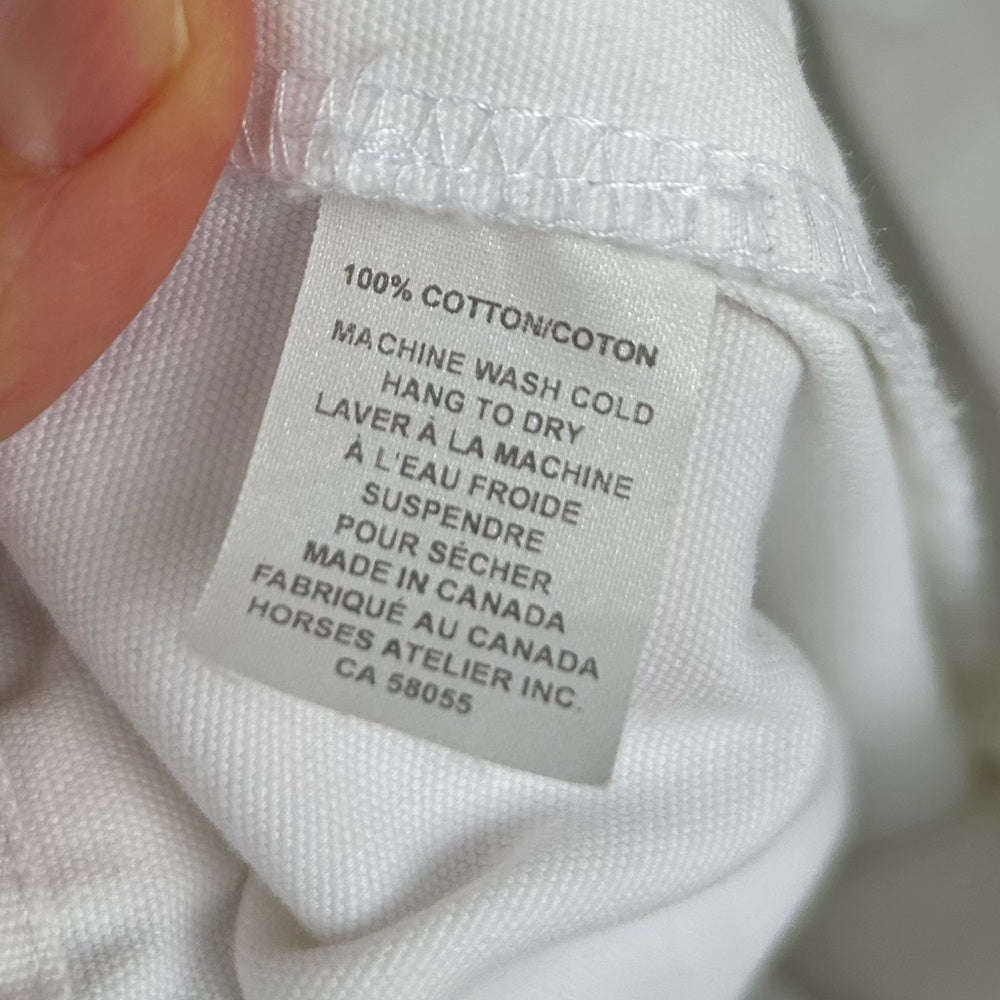 100% COTTON/COTON
MACHINE WASH COLD
HANG TO DRY
LAVER À LA MACHINE
À L'EAU FROIDE
SUSPENDRE
POUR SÉCHER
MADE IN CANADA
FABRIQUÉ AU CANADA
HORSES ATELIER INC.
CA 58055